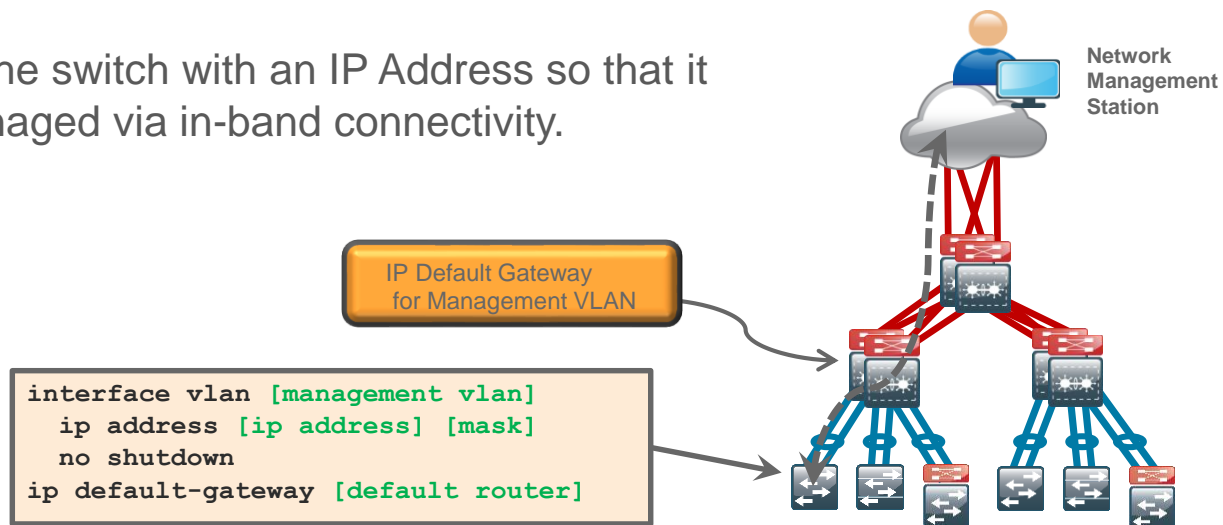 he switch with an IP Address so that it
naged via in-band connectivity.
Network
Management
Station
IP Default Gateway
for Management VLAN
interface vlan [management vlan]
ip address [ip address] [mask]
no shutdown
ip default-gateway [default router]